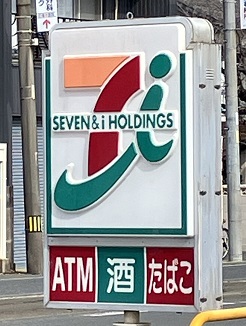 SEVEN&i HOLDINGS
ATM 酒 たばこ